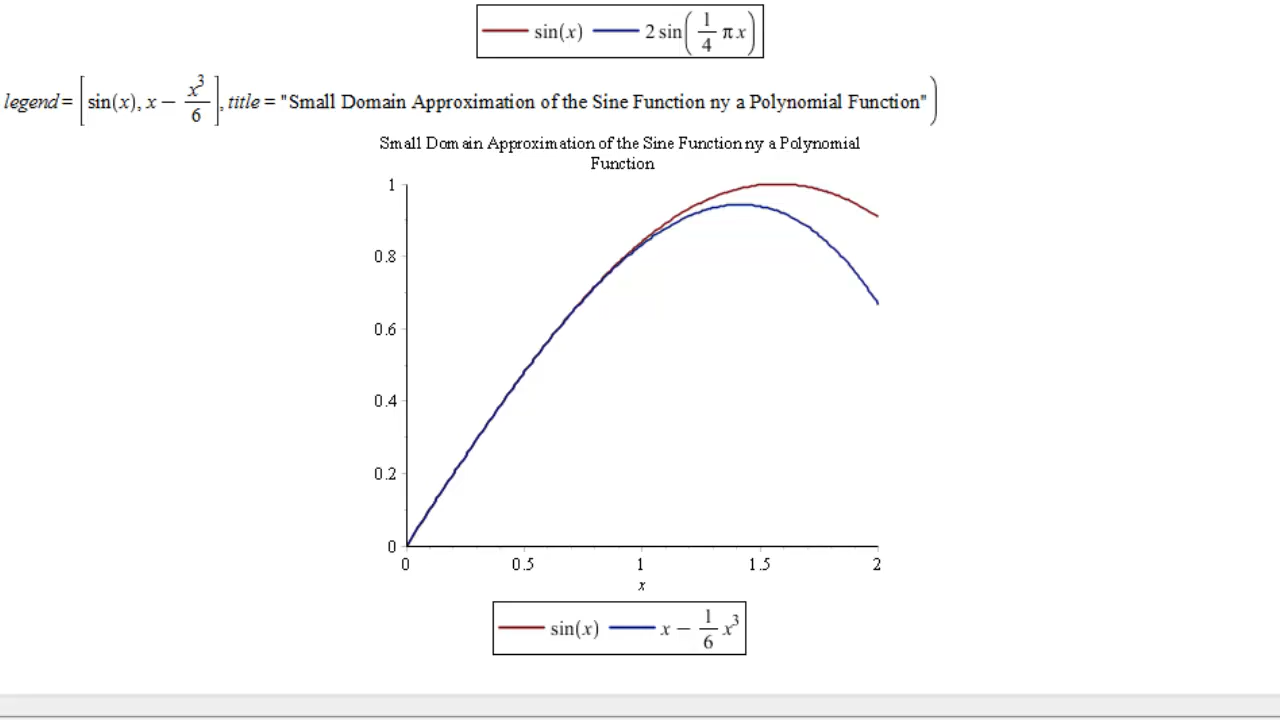 sin(x) 2 sin(1/4 π x)
legend = [sin(x), x − x³/6], title = "Small Domain Approximation of the Sine Function ny a Polynomial Function")
Small Domain Approximation of the Sine Function ny a Polynomial
Function
1
0.8
0.6
0.4
0.2
0
0 0.5 1 1.5 2
x
sin(x) x − 1/6 x³